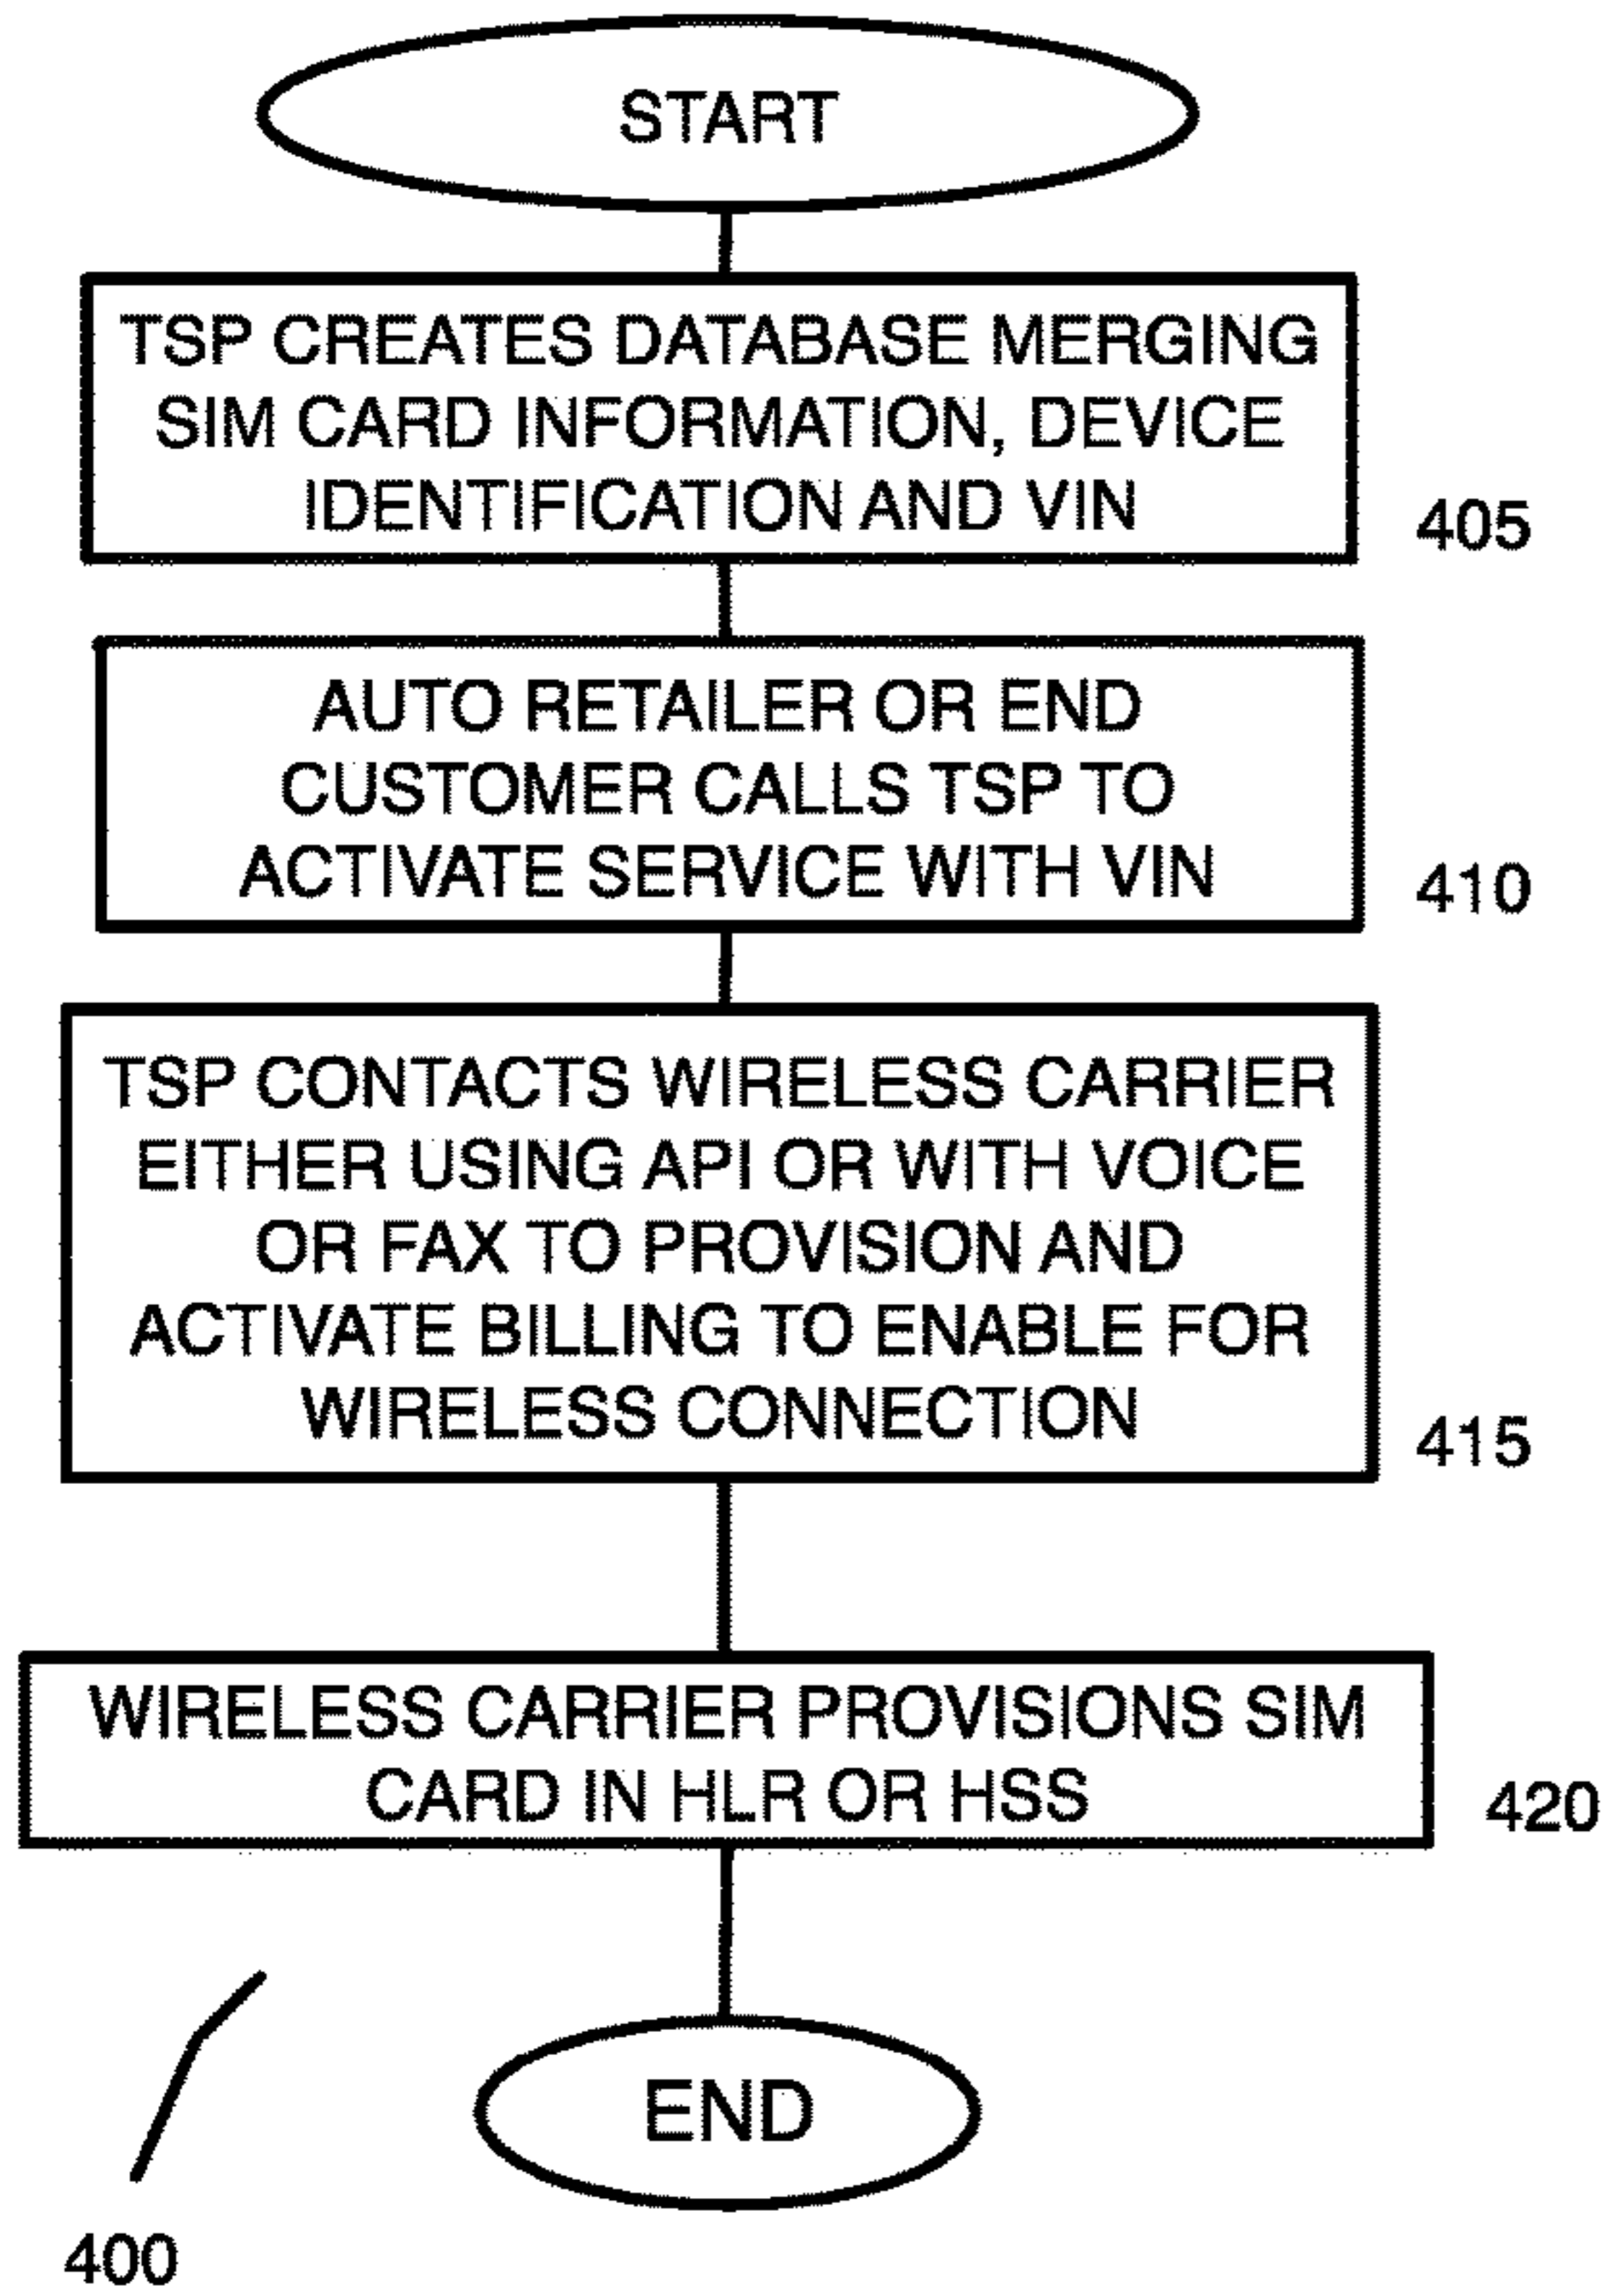 START
TSP CREATES DATABASE MERGING
SIM CARD INFORMATION, DEVICE
IDENTIFICATION AND VIN
405
AUTO RETAILER OR END
CUSTOMER CALLS TSP TO
ACTIVATE SERVICE WITH VIN
410
TSP CONTACTS WIRELESS CARRIER
EITHER USING API OR WITH VOICE
OR FAX TO PROVISION AND
ACTIVATE BILLING TO ENABLE FOR
WIRELESS CONNECTION
415
WIRELESS CARRIER PROVISIONS SIM
CARD IN HLR OR HSS
420
END
400